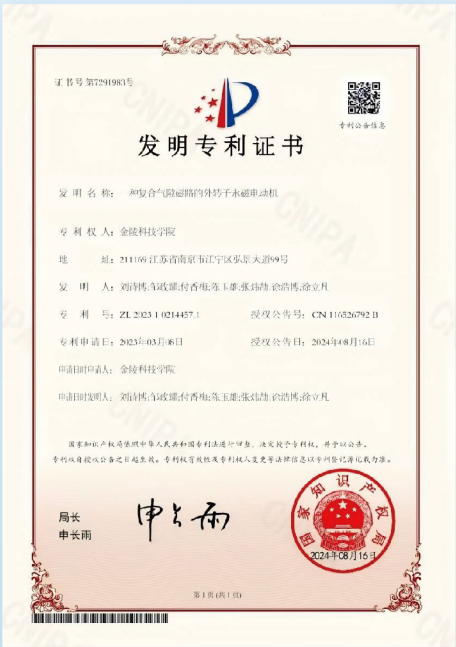 证书号第7291983号
专利公告信息
发明专利证书
发 明 名 称：一种复合气隙磁路的外转子永磁电动机
专 利 权 人：金陵科技学院
地 址：211169 江苏省南京市江宁区弘景大道99号
发 明 人：刘诗博;邰政耀;付香梅;陈玉雄;张炜劼;徐浩博;徐立凡
专 利 号：ZL 2023 1 0214457.1 授权公告号：CN 116526792 B
专利申请日：2023年03月08日 授权公告日：2024年08月16日
申请日时申请人：金陵科技学院
申请日时发明人：刘诗博;邰政耀;付香梅;陈玉雄;张炜劼;徐浩博;徐立凡
国家知识产权局依照中华人民共和国专利法进行审查，决定授予专利权，并予以公告。
专利权自授权公告之日起生效。专利权有效性及专利权人变更等法律信息以专利登记簿记载为准。
局长
申长雨
申长雨
国家知识产权局
2024年08月16日
第1页(共1页)
CNIPA